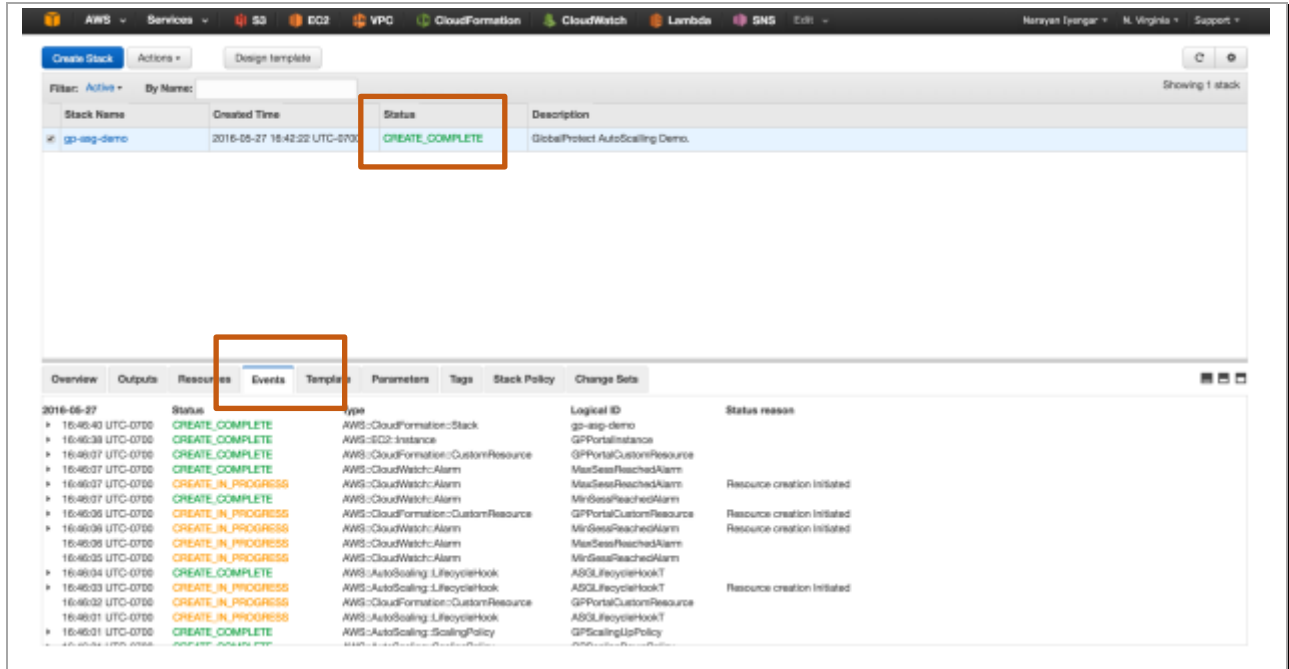 AWS Services S3 EC2 VPC CloudFormation CloudWatch Lambda SNS Edit Narayan Iyengar N. Virginia Support
Create Stack Actions Design template
Filter: Active By Name: Showing 1 stack
Stack Name Created Time Status Description
gp-asg-demo 2016-05-27 16:42:22 UTC-0700 CREATE_COMPLETE GlobalProtect AutoScalling Demo.
Overview Outputs Resources Events Template Parameters Tags Stack Policy Change Sets
2016-05-27 Status Type Logical ID Status reason
16:46:40 UTC-0700 CREATE_COMPLETE AWS::CloudFormation::Stack gp-asg-demo
16:46:38 UTC-0700 CREATE_COMPLETE AWS::EC2::Instance GPPortalInstance
16:46:07 UTC-0700 CREATE_COMPLETE AWS::CloudFormation::CustomResource GPPortalCustomResource
16:46:07 UTC-0700 CREATE_COMPLETE AWS::CloudWatch::Alarm MaxSessReachedAlarm
16:46:07 UTC-0700 CREATE_IN_PROGRESS AWS::CloudWatch::Alarm MaxSessReachedAlarm Resource creation Initiated
16:46:07 UTC-0700 CREATE_COMPLETE AWS::CloudWatch::Alarm MinSessReachedAlarm
16:46:06 UTC-0700 CREATE_IN_PROGRESS AWS::CloudFormation::CustomResource GPPortalCustomResource Resource creation Initiated
16:46:06 UTC-0700 CREATE_IN_PROGRESS AWS::CloudWatch::Alarm MinSessReachedAlarm Resource creation Initiated
16:46:06 UTC-0700 CREATE_IN_PROGRESS AWS::CloudWatch::Alarm MaxSessReachedAlarm
16:46:05 UTC-0700 CREATE_IN_PROGRESS AWS::CloudWatch::Alarm MinSessReachedAlarm
16:46:04 UTC-0700 CREATE_COMPLETE AWS::AutoScaling::LifecycleHook ASGLifecycleHookT
16:46:03 UTC-0700 CREATE_IN_PROGRESS AWS::AutoScaling::LifecycleHook ASGLifecycleHookT Resource creation Initiated
16:46:02 UTC-0700 CREATE_IN_PROGRESS AWS::CloudFormation::CustomResource GPPortalCustomResource
16:46:01 UTC-0700 CREATE_IN_PROGRESS AWS::AutoScaling::LifecycleHook ASGLifecycleHookT
16:46:01 UTC-0700 CREATE_COMPLETE AWS::AutoScaling::ScalingPolicy GPScalingUpPolicy